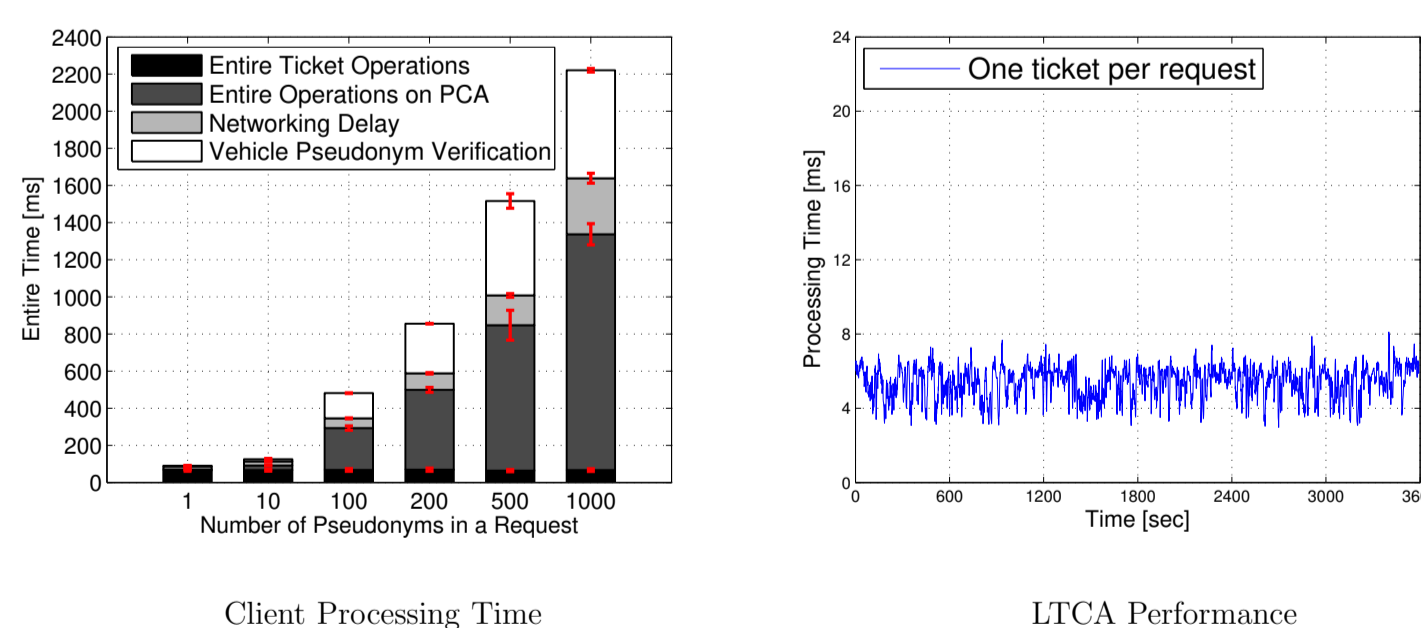 2400
2200
2000
1800
1600
1400
1200
1000
800
600
400
200
0
Entire Time [ms]
Entire Ticket Operations
Entire Operations on PCA
Networking Delay
Vehicle Pseudonym Verification
1 10 100 200 500 1000
Number of Pseudonyms in a Request
Client Processing Time
24
20
16
12
8
4
0
Processing Time [ms]
One ticket per request
0 600 1200 1800 2400 3000
Time [sec]
LTCA Performance